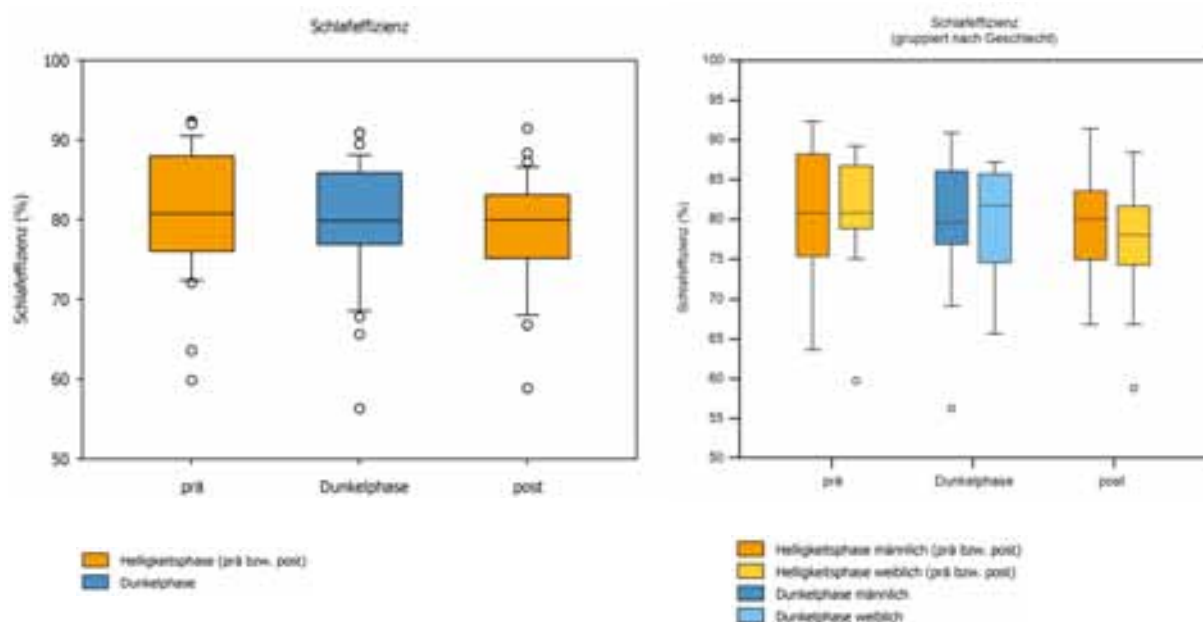 Schlafeffizienz
Schlafeffizienz (%)
100
90
80
70
60
50
prä
Dunkelphase
post
Helligkeitsphase (prä bzw. post)
Dunkelphase
Schlafeffizienz
(gruppiert nach Geschlecht)
Schlafeffizienz (%)
100
95
90
85
80
75
70
65
60
55
50
prä
Dunkelphase
post
Helligkeitsphase männlich (prä bzw. post)
Helligkeitsphase weiblich (prä bzw. post)
Dunkelphase männlich
Dunkelphase weiblich